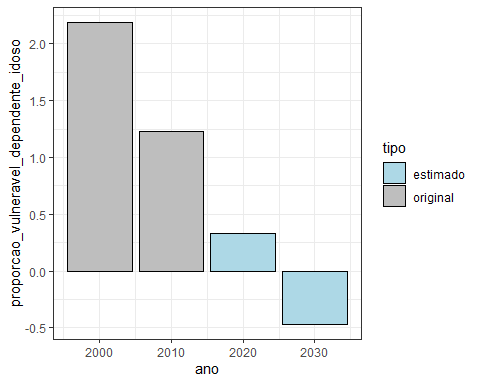 proporcao_vulneravel_dependente_idoso
2.0
1.5
1.0
0.5
0.0
-0.5
2000 2010 2020 2030
ano
tipo
estimado
original